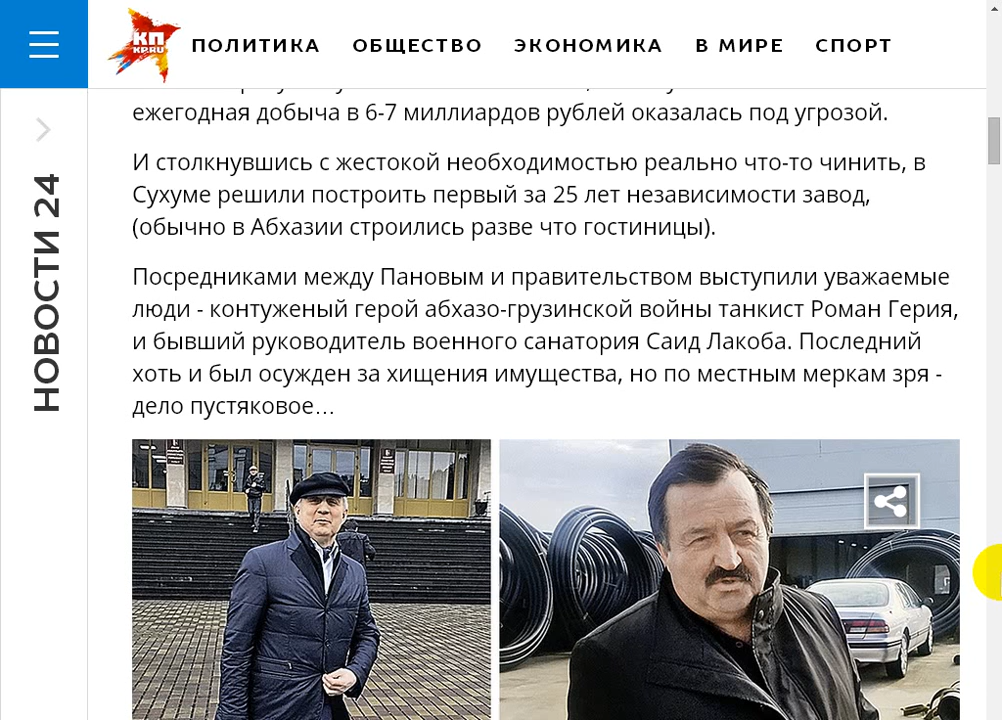 КП
KP.RU
ПОЛИТИКА ОБЩЕСТВО ЭКОНОМИКА В МИРЕ СПОРТ
НОВОСТИ 24
ежегодная добыча в 6-7 миллиардов рублей оказалась под угрозой.
И столкнувшись с жестокой необходимостью реально что-то чинить, в
Сухуме решили построить первый за 25 лет независимости завод,
(обычно в Абхазии строились разве что гостиницы).
Посредниками между Пановым и правительством выступили уважаемые
люди - контуженый герой абхазо-грузинской войны танкист Роман Герия,
и бывший руководитель военного санатория Саид Лакоба. Последний
хоть и был осужден за хищения имущества, но по местным меркам зря -
дело пустяковое…